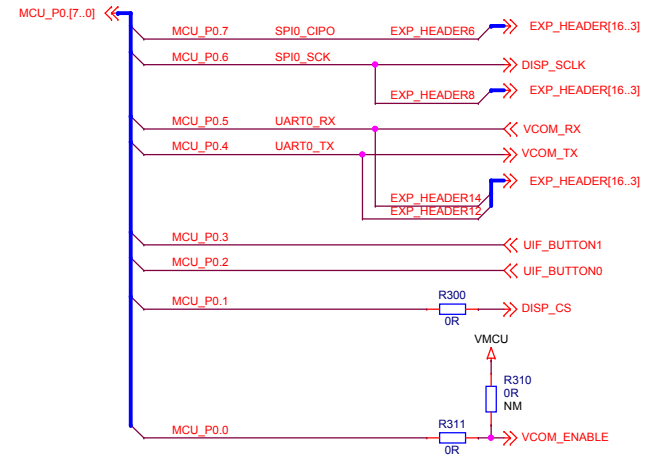 MCU_P0.[7..0]
MCU_P0.7 SPI0_CIPO EXP_HEADER6 EXP_HEADER[16..3]
MCU_P0.6 SPI0_SCK DISP_SCLK
EXP_HEADER8 EXP_HEADER[16..3]
MCU_P0.5 UART0_RX VCOM_RX
MCU_P0.4 UART0_TX VCOM_TX
EXP_HEADER[16..3]
EXP_HEADER14
EXP_HEADER12
MCU_P0.3 UIF_BUTTON1
MCU_P0.2 UIF_BUTTON0
R300
MCU_P0.1 DISP_CS
0R
VMCU
R310
0R
NM
R311
MCU_P0.0 VCOM_ENABLE
0R